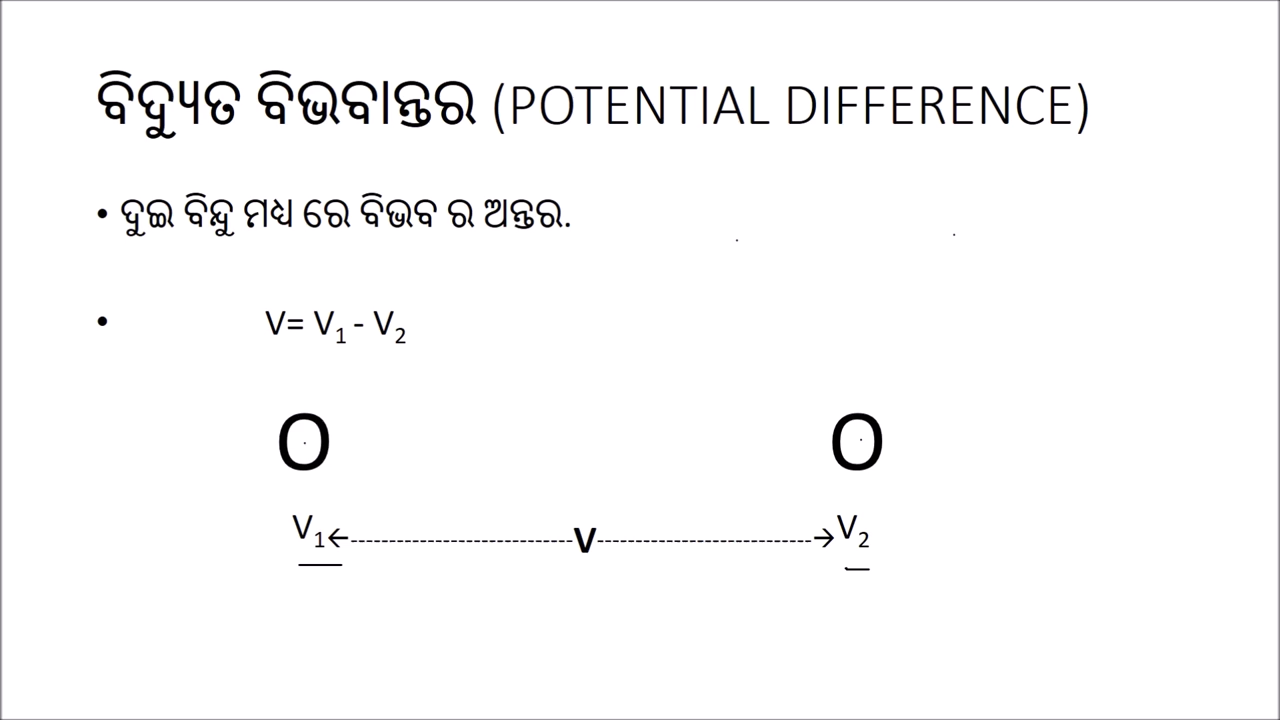 ବିଦ୍ୟୁତ ବିଭବାନ୍ତର (POTENTIAL DIFFERENCE)
• ଦୁଇ ବିନ୍ଦୁ ମଧ୍ୟ ରେ ବିଭବ ର ଅନ୍ତର.
• V= V₁ - V₂
O O
V₁←----------------------------V---------------------------→V₂